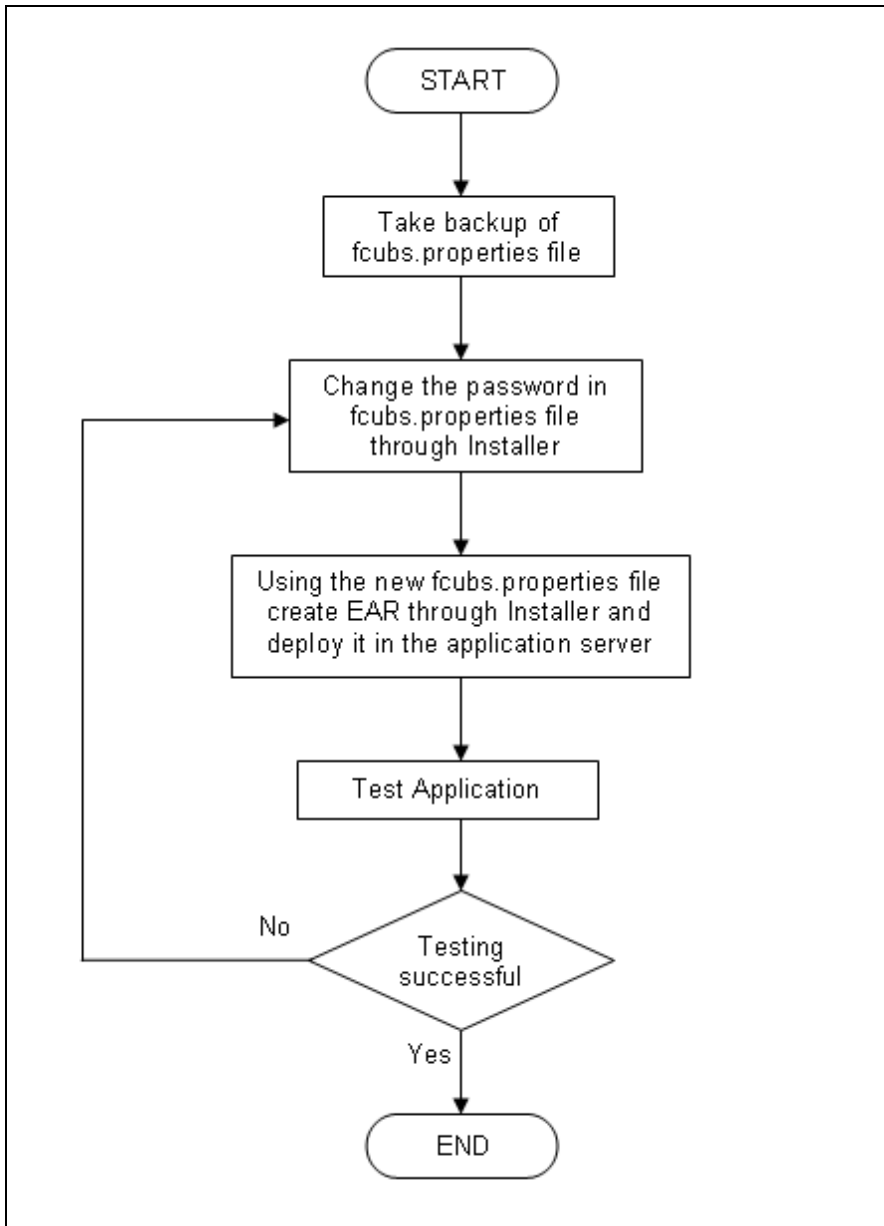 START
Take backup of
fcubs.properties file
Change the password in
fcubs.properties file
through Installer
Using the new fcubs.properties file
create EAR through Installer and
deploy it in the application server
Test Application
No
Testing
successful
Yes
END